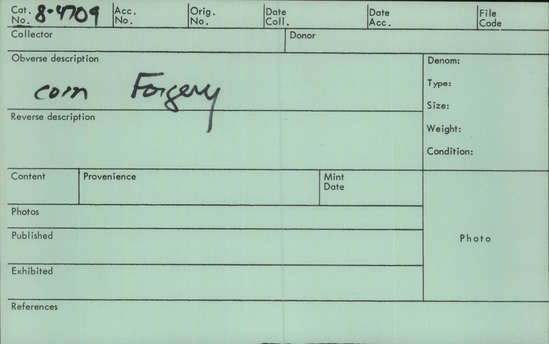 Cat. No. 8-4709 Acc. No. Orig. No. Date Coll. Date Acc. File Code
Collector Donor
Obverse description Denom:
coin Forgery Type:
Size:
Reverse description Weight:
Condition:
Content Provenience Mint Date
Photos
Published Photo
Exhibited
References